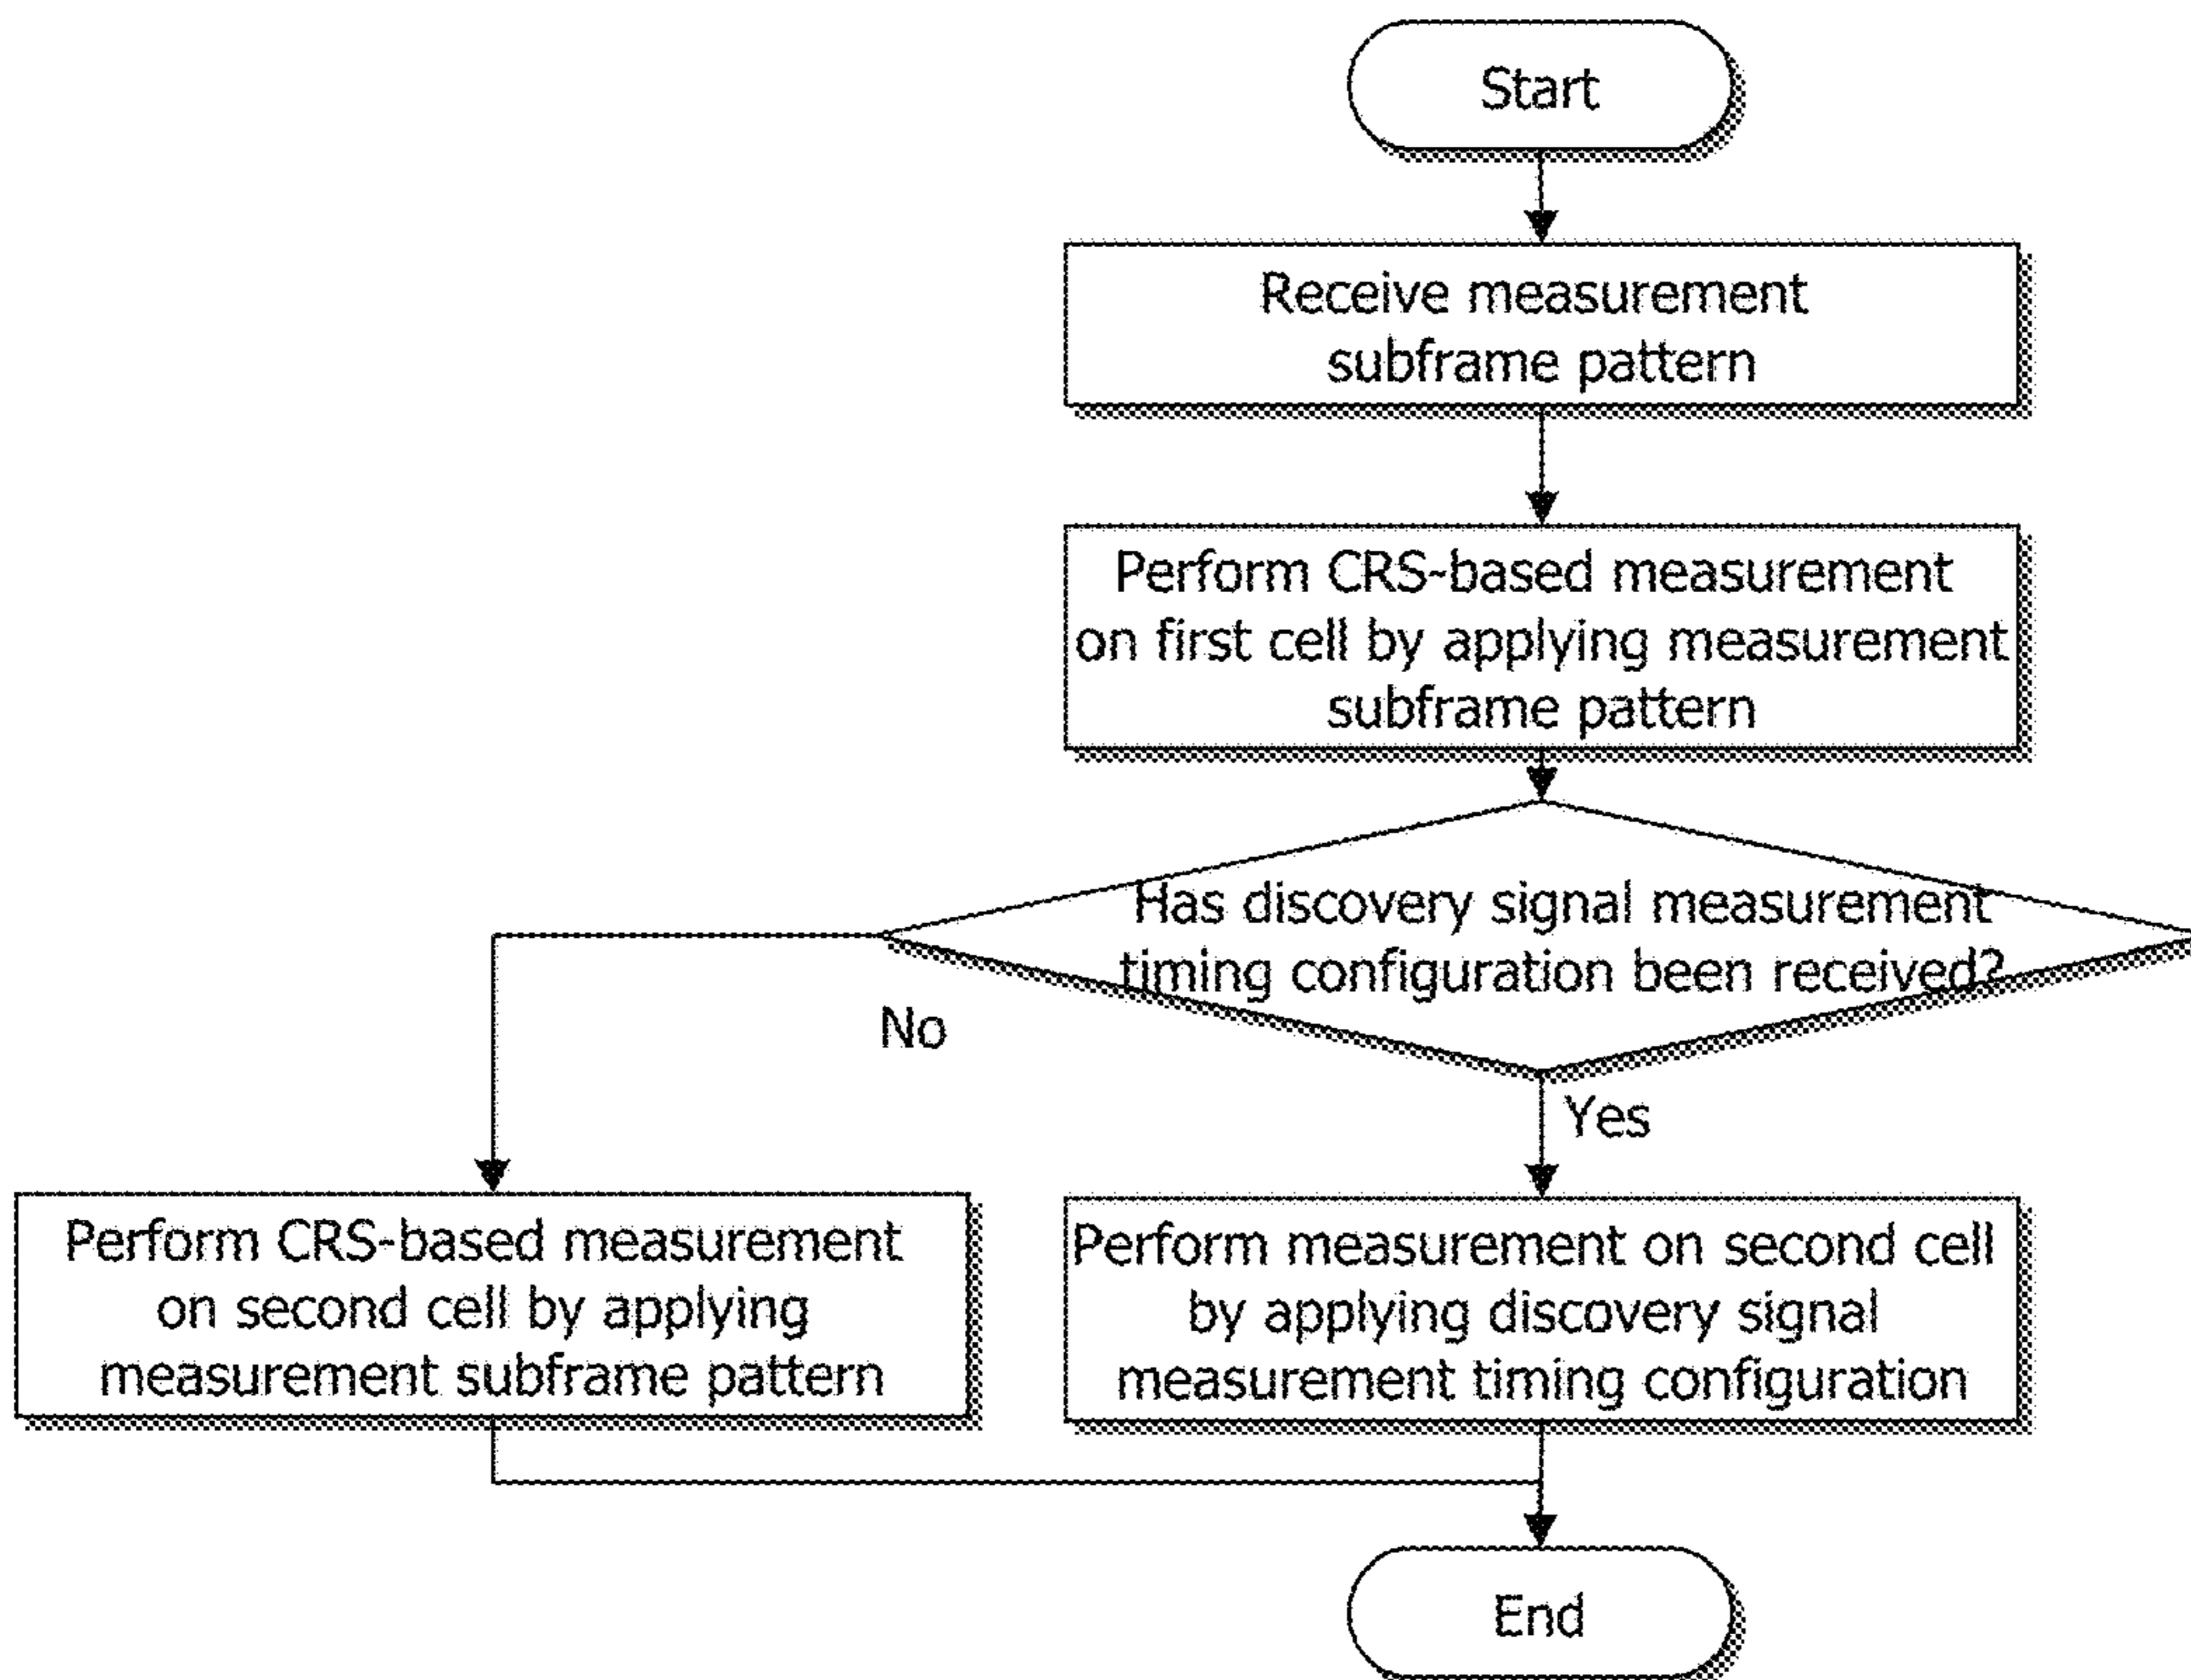 Start
Receive measurement
subframe pattern
Perform CRS-based measurement
on first cell by applying measurement
subframe pattern
Has discovery signal measurement
timing configuration been received?
No
Yes
Perform CRS-based measurement
on second cell by applying
measurement subframe pattern
Perform measurement on second cell
by applying discovery signal
measurement timing configuration
End